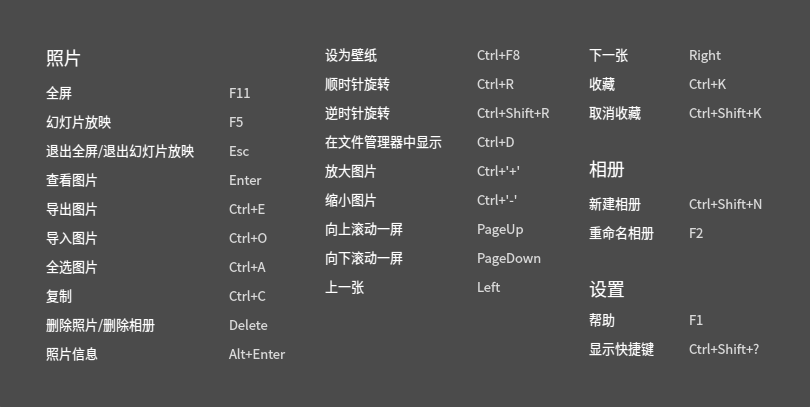 照片
全屏 F11
幻灯片放映 F5
退出全屏/退出幻灯片放映 Esc
查看图片 Enter
导出图片 Ctrl+E
导入图片 Ctrl+O
全选图片 Ctrl+A
复制 Ctrl+C
删除照片/删除相册 Delete
照片信息 Alt+Enter
设为壁纸 Ctrl+F8
顺时针旋转 Ctrl+R
逆时针旋转 Ctrl+Shift+R
在文件管理器中显示 Ctrl+D
放大图片 Ctrl+'+'
缩小图片 Ctrl+'-'
向上滚动一屏 PageUp
向下滚动一屏 PageDown
上一张 Left
下一张 Right
收藏 Ctrl+K
取消收藏 Ctrl+Shift+K
相册
新建相册 Ctrl+Shift+N
重命名相册 F2
设置
帮助 F1
显示快捷键 Ctrl+Shift+?